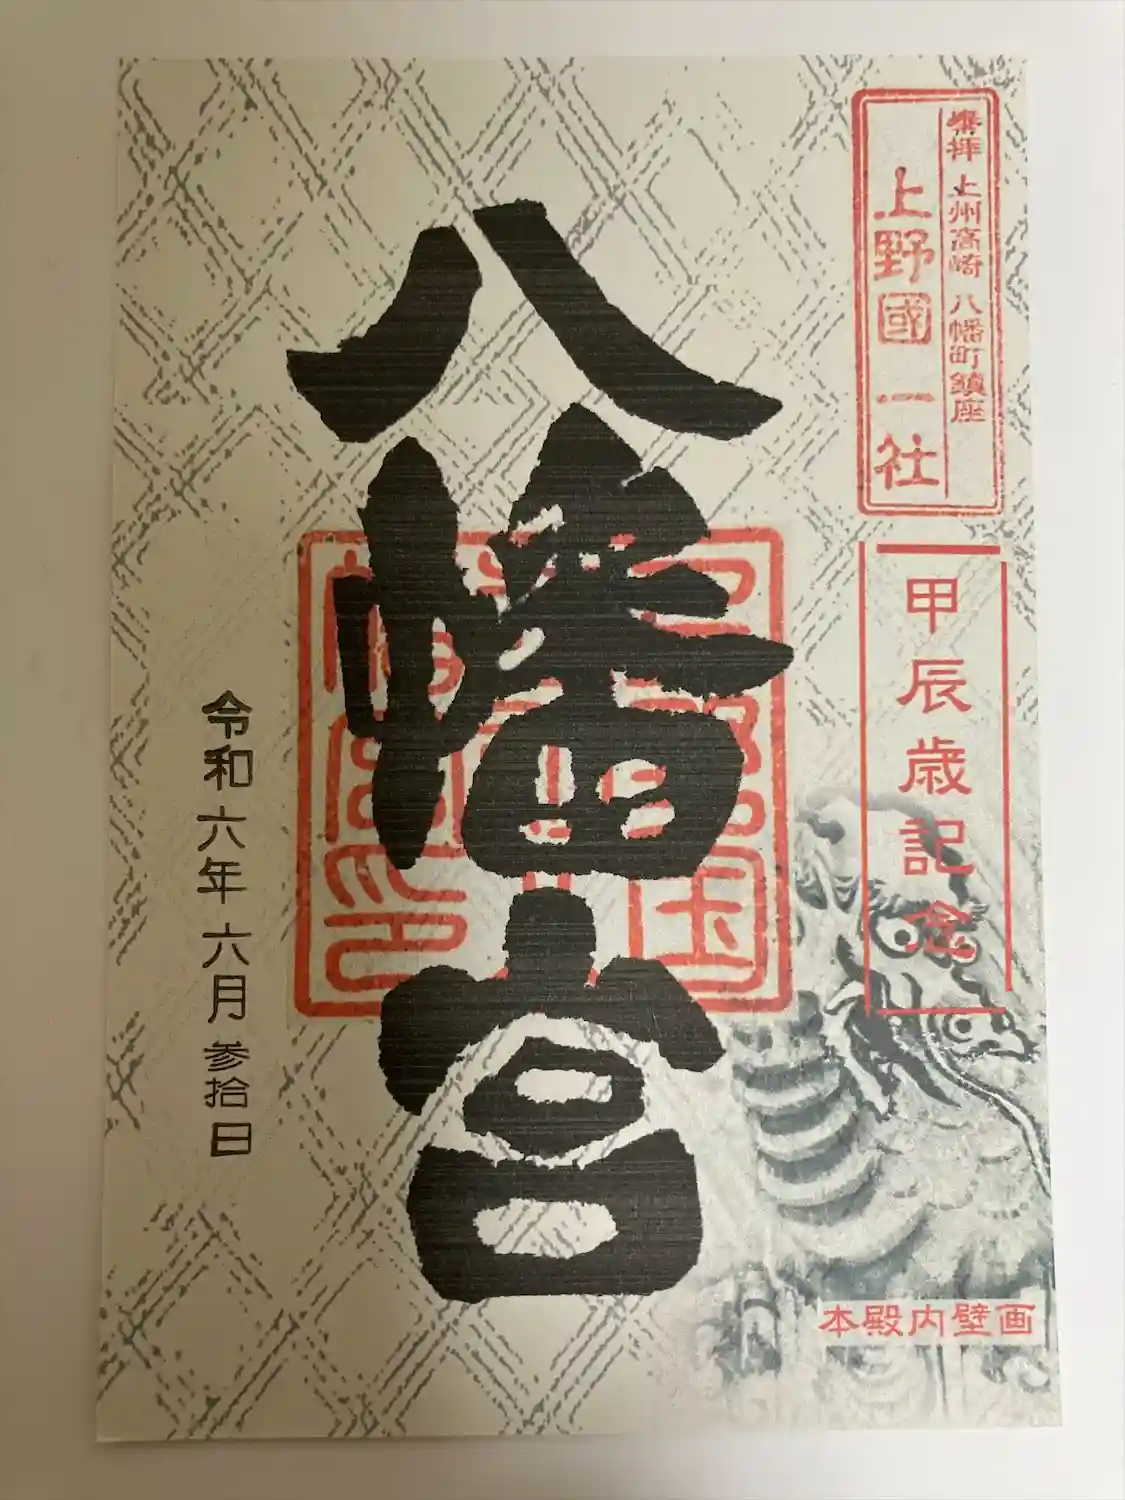 奉拝 上州高崎 八幡町鎮座
上野國一社
甲辰歳記念
八幡宮
令和六年六月参拾日
本殿内壁画